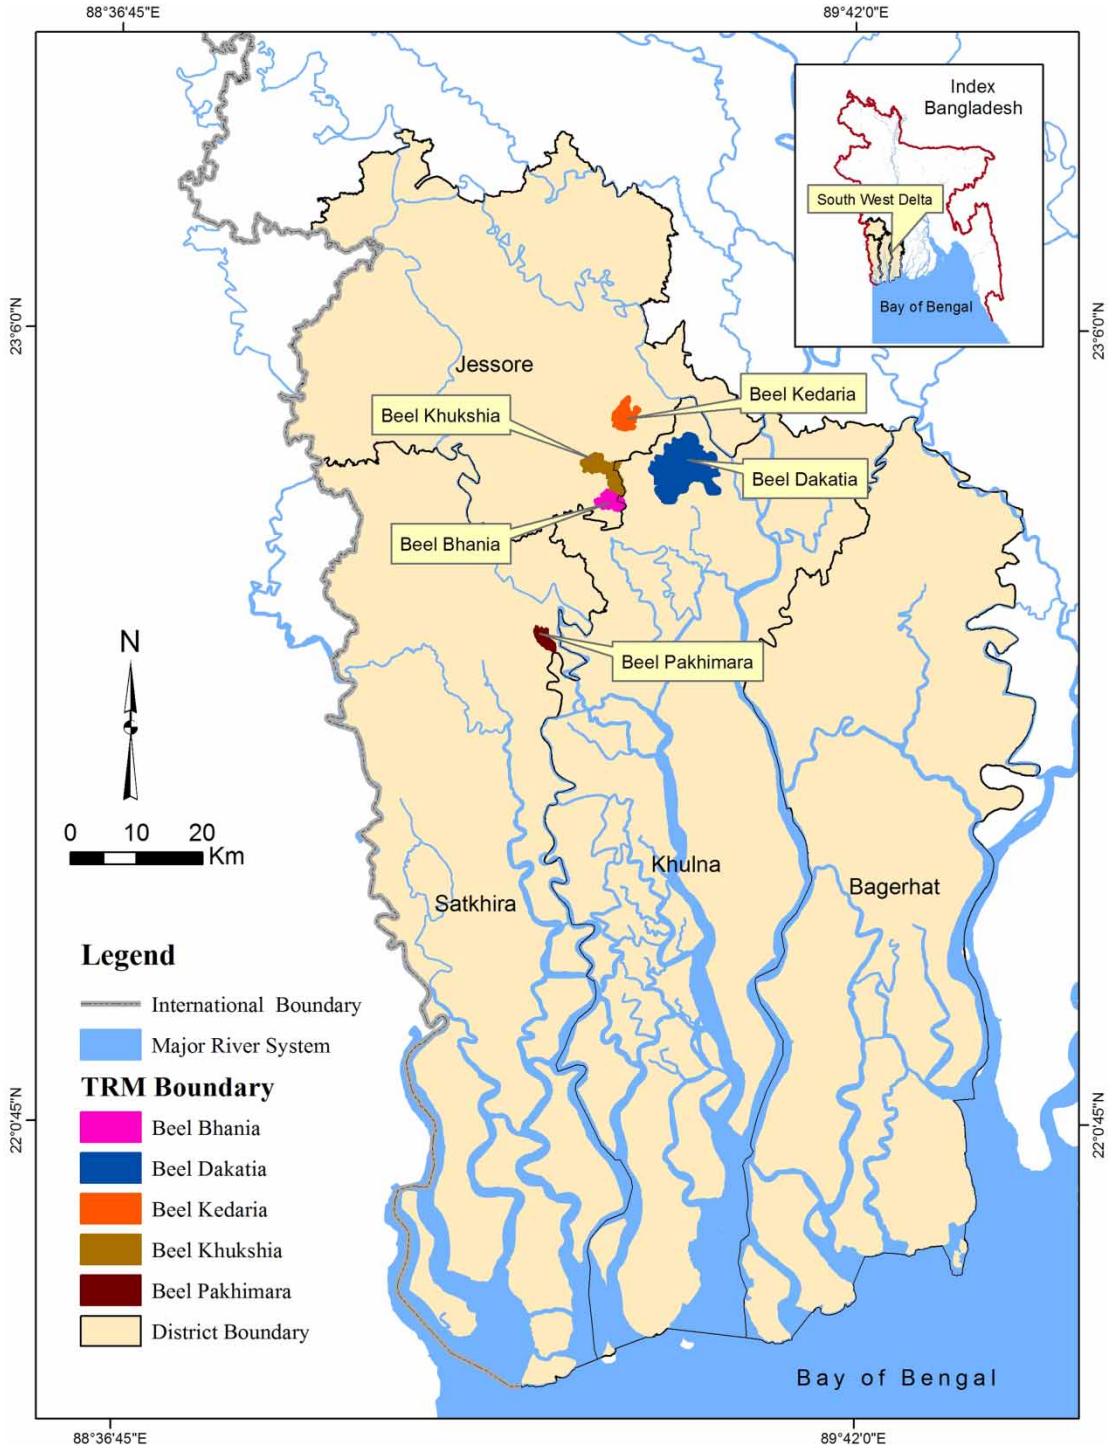 88°36'45"E
89°42'0"E
Index
Bangladesh
South West Delta
Bay of Bengal
23°6'0"N
23°6'0"N
Jessore
Beel Kedaria
Beel Khukshia
Beel Dakatia
Beel Bhania
N
Beel Pakhimara
0 10 20
Km
Khulna
Bagerhat
Satkhira
Legend
International Boundary
Major River System
TRM Boundary
Beel Bhania
Beel Dakatia
Beel Kedaria
Beel Khukshia
Beel Pakhimara
District Boundary
22°0'45"N
22°0'45"N
Bay of Bengal
88°36'45"E
89°42'0"E